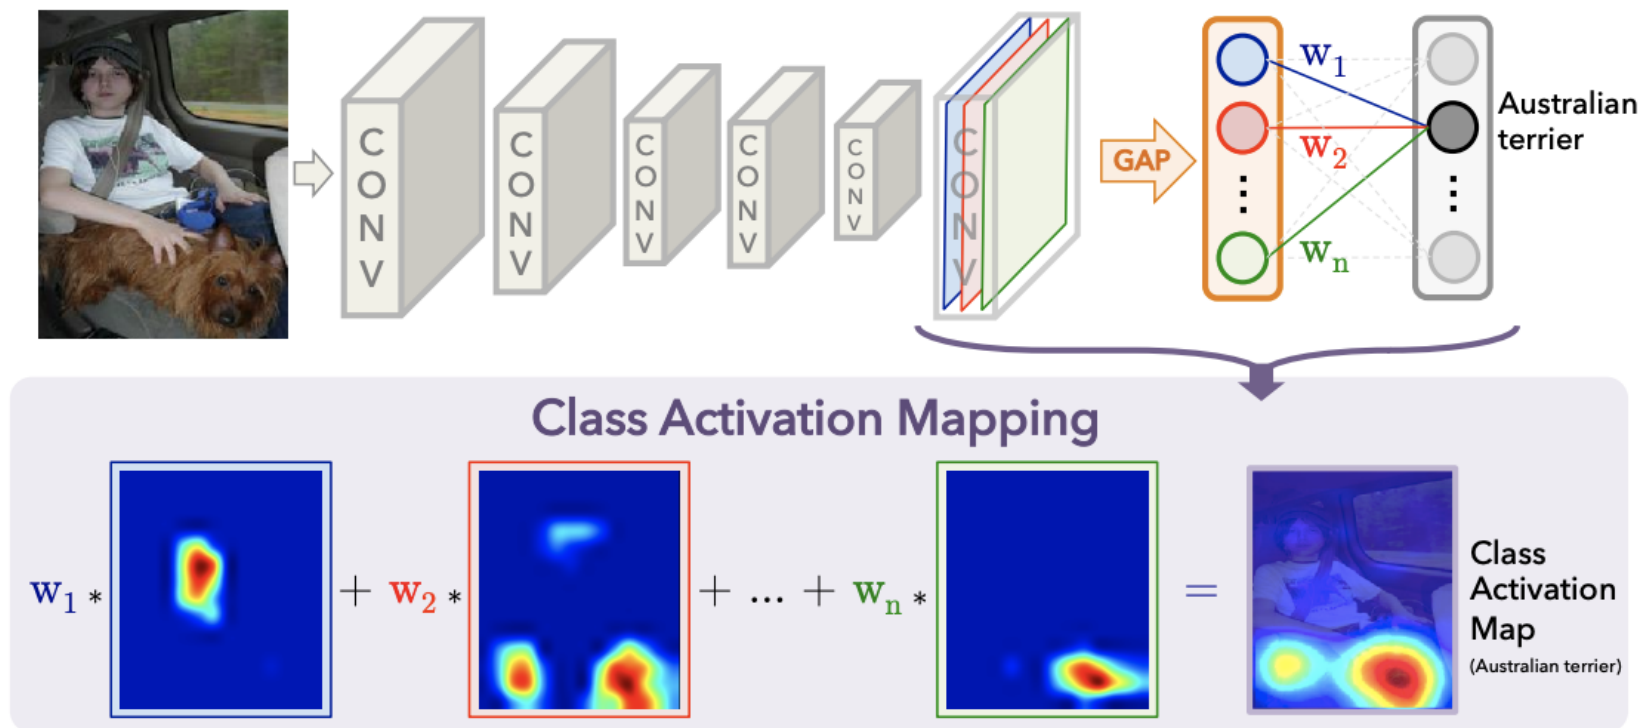 CONV
CONV
CONV
CONV
CONV
CONV
GAP
w1
w2
⋮
wn
⋮
Australian
terrier
Class Activation Mapping
w1 * + w2 * + ... + wn * =
Class
Activation
Map
(Australian terrier)